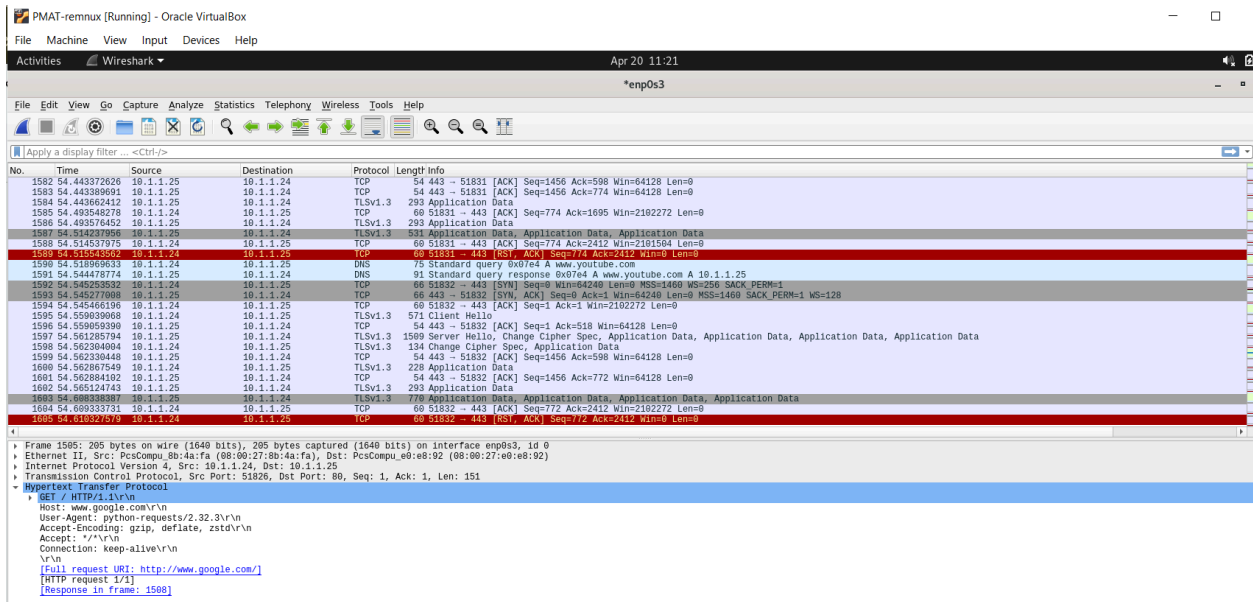 PMAT-remnux [Running] - Oracle VirtualBox
File Machine View Input Devices Help
Activities Wireshark Apr 20 11:21
*enp0s3
File Edit View Go Capture Analyze Statistics Telephony Wireless Tools Help
Apply a display filter ... <Ctrl-/>
No. Time Source Destination Protocol Length Info
1582 54.443372626 10.1.1.25 10.1.1.24 TCP 54 443 → 51831 [ACK] Seq=1456 Ack=598 Win=64128 Len=0
1583 54.443389691 10.1.1.25 10.1.1.24 TCP 54 443 → 51831 [ACK] Seq=1456 Ack=774 Win=64128 Len=0
1584 54.443662412 10.1.1.25 10.1.1.24 TLSv1.3 293 Application Data
1585 54.493548278 10.1.1.24 10.1.1.25 TCP 60 51831 → 443 [ACK] Seq=774 Ack=1695 Win=2102272 Len=0
1586 54.493576452 10.1.1.25 10.1.1.24 TLSv1.3 293 Application Data
1587 54.514237956 10.1.1.25 10.1.1.24 TLSv1.3 531 Application Data, Application Data, Application Data
1588 54.514537975 10.1.1.24 10.1.1.25 TCP 60 51831 → 443 [ACK] Seq=774 Ack=2412 Win=2101504 Len=0
1589 54.515543562 10.1.1.24 10.1.1.25 TCP 60 51831 → 443 [RST, ACK] Seq=774 Ack=2412 Win=0 Len=0
1590 54.518969633 10.1.1.24 10.1.1.25 DNS 75 Standard query 0x07e4 A www.youtube.com
1591 54.544478774 10.1.1.25 10.1.1.24 DNS 91 Standard query response 0x07e4 A www.youtube.com A 10.1.1.25
1592 54.545253532 10.1.1.24 10.1.1.25 TCP 66 51832 → 443 [SYN] Seq=0 Win=64240 Len=0 MSS=1460 WS=256 SACK_PERM=1
1593 54.545277008 10.1.1.25 10.1.1.24 TCP 66 443 → 51832 [SYN, ACK] Seq=0 Ack=1 Win=64240 Len=0 MSS=1460 SACK_PERM=1 WS=128
1594 54.545466196 10.1.1.24 10.1.1.25 TCP 60 51832 → 443 [ACK] Seq=1 Ack=1 Win=2102272 Len=0
1595 54.559039068 10.1.1.24 10.1.1.25 TLSv1.3 571 Client Hello
1596 54.559059390 10.1.1.25 10.1.1.24 TCP 54 443 → 51832 [ACK] Seq=1 Ack=518 Win=64128 Len=0
1597 54.561285794 10.1.1.25 10.1.1.24 TLSv1.3 1509 Server Hello, Change Cipher Spec, Application Data, Application Data, Application Data, Application Data
1598 54.562304004 10.1.1.24 10.1.1.25 TLSv1.3 134 Change Cipher Spec, Application Data
1599 54.562330448 10.1.1.25 10.1.1.24 TCP 54 443 → 51832 [ACK] Seq=1456 Ack=598 Win=64128 Len=0
1600 54.562867549 10.1.1.24 10.1.1.25 TLSv1.3 228 Application Data
1601 54.562884102 10.1.1.25 10.1.1.24 TCP 54 443 → 51832 [ACK] Seq=1456 Ack=772 Win=64128 Len=0
1602 54.565124743 10.1.1.25 10.1.1.24 TLSv1.3 293 Application Data
1603 54.608338387 10.1.1.25 10.1.1.24 TLSv1.3 770 Application Data, Application Data, Application Data, Application Data
1604 54.609333731 10.1.1.24 10.1.1.25 TCP 60 51832 → 443 [ACK] Seq=772 Ack=2412 Win=2102272 Len=0
1605 54.610327579 10.1.1.24 10.1.1.25 TCP 60 51832 → 443 [RST, ACK] Seq=772 Ack=2412 Win=0 Len=0
Frame 1505: 205 bytes on wire (1640 bits), 205 bytes captured (1640 bits) on interface enp0s3, id 0
Ethernet II, Src: PcsCompu_8b:4a:fa (08:00:27:8b:4a:fa), Dst: PcsCompu_e0:e8:92 (08:00:27:e0:e8:92)
Internet Protocol Version 4, Src: 10.1.1.24, Dst: 10.1.1.25
Transmission Control Protocol, Src Port: 51826, Dst Port: 80, Seq: 1, Ack: 1, Len: 151
Hypertext Transfer Protocol
GET / HTTP/1.1\r\n
Host: www.google.com\r\n
User-Agent: python-requests/2.32.3\r\n
Accept-Encoding: gzip, deflate, zstd\r\n
Accept: */*\r\n
Connection: keep-alive\r\n
\r\n
[Full request URI: http://www.google.com/]
[HTTP request 1/1]
[Response in frame: 1508]